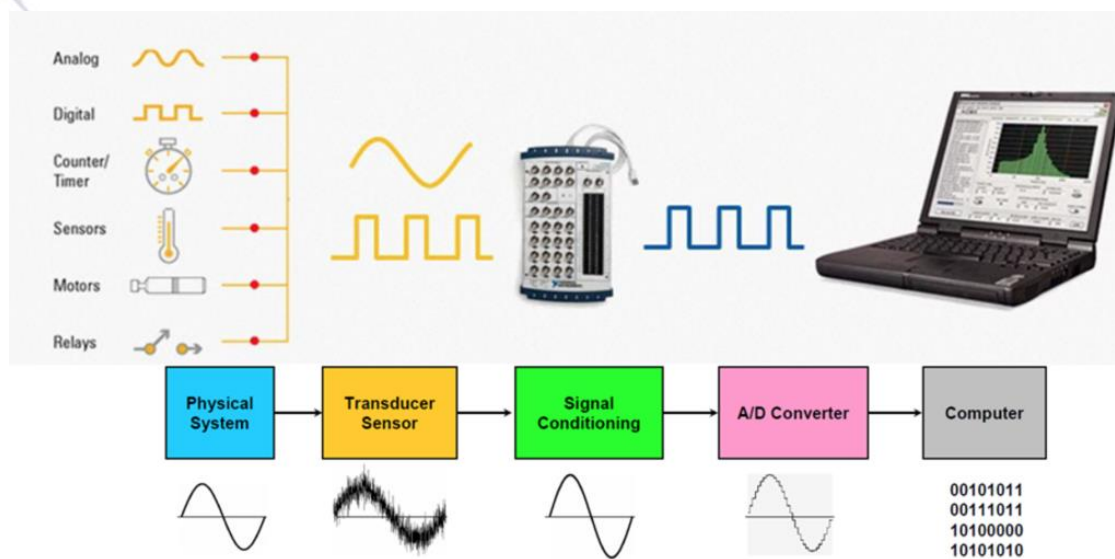 Analog
Digital
Counter/
Timer
Sensors
Motors
Relays
Physical
System
Transducer
Sensor
Signal
Conditioning
A/D Converter
Computer
00101011
00111011
10100000
10101010